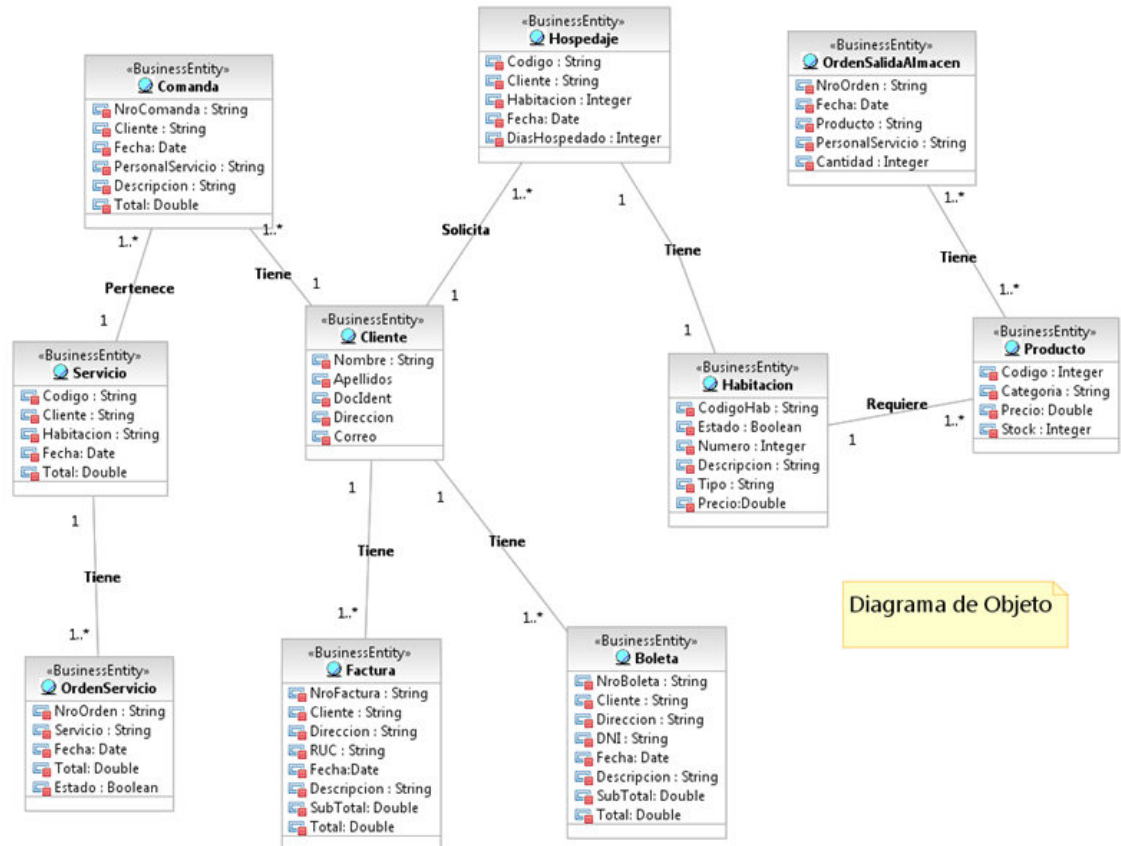 «BusinessEntity»
Comanda
NroComanda : String
Cliente : String
Fecha: Date
PersonalServicio : String
Descripcion : String
Total: Double
«BusinessEntity»
Hospedaje
Codigo : String
Cliente : String
Habitacion : Integer
Fecha: Date
DiasHospedado : Integer
«BusinessEntity»
OrdenSalidaAlmacen
NroOrden : String
Fecha: Date
Producto : String
PersonalServicio : String
Cantidad : Integer
1..*
1..*
Pertenece
1
Tiene
1
1..*
Solicita
1
1
Tiene
1
1..*
Tiene
1..*
«BusinessEntity»
Servicio
Codigo : String
Cliente : String
Habitacion : String
Fecha: Date
Total: Double
«BusinessEntity»
Cliente
Nombre : String
Apellidos
DocIdent
Direccion
Correo
«BusinessEntity»
Habitacion
CodigoHab : String
Estado : Boolean
Numero : Integer
Descripcion : String
Tipo : String
Precio:Double
Requiere
1
1..*
«BusinessEntity»
Producto
Codigo : Integer
Categoria : String
Precio: Double
Stock : Integer
1
Tiene
1..*
1
Tiene
1..*
1
Tiene
1..*
Diagrama de Objeto
«BusinessEntity»
OrdenServicio
NroOrden : String
Servicio : String
Fecha: Date
Total: Double
Estado : Boolean
«BusinessEntity»
Factura
NroFactura : String
Cliente : String
Direccion : String
RUC : String
Fecha:Date
Descripcion : String
SubTotal: Double
Total: Double
«BusinessEntity»
Boleta
NroBoleta : String
Cliente : String
Direccion : String
DNI : String
Fecha: Date
Descripcion : String
SubTotal: Double
Total: Double